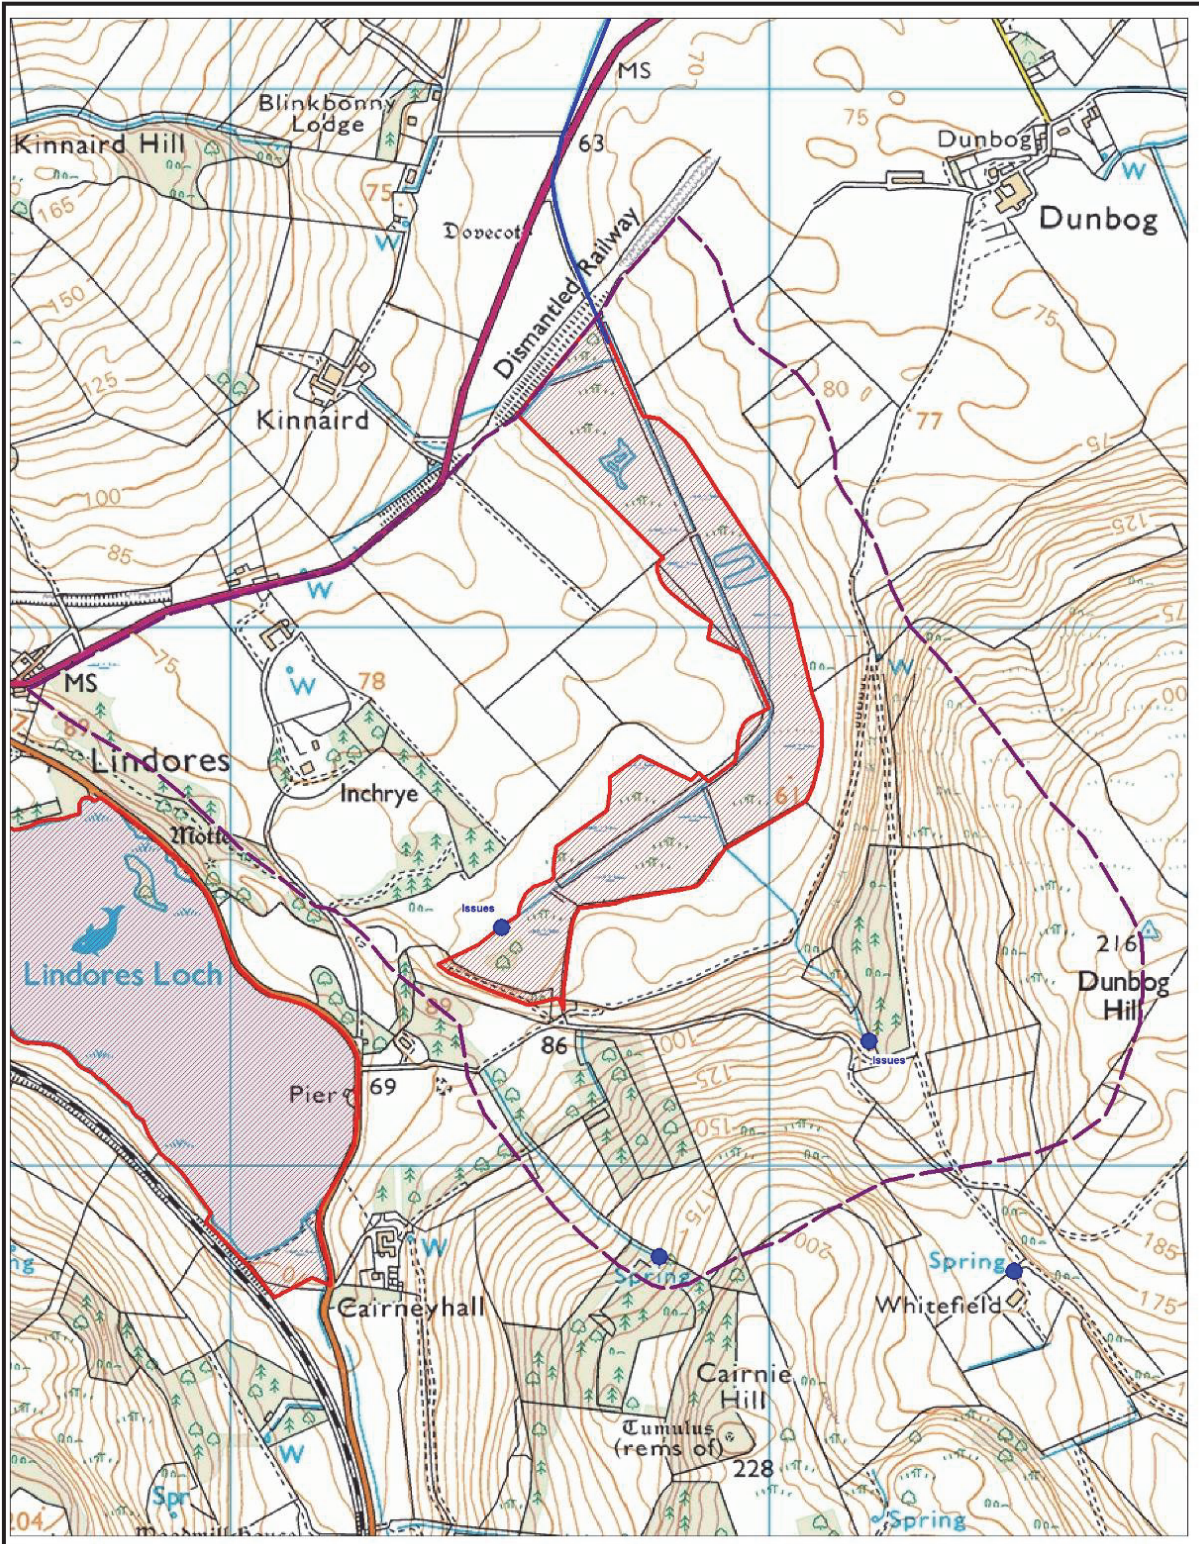 MS
70
Blinkbonny
Lodge
75
Kinnaird Hill
63
Dunbog
W
75
165
Dovecot
W
Dunbog
Dismantled Railway
150
75
125
80
77
Kinnaird
75
100
125
85
W
75
W
MS
W
78
89
Lindores
Inchrye
61
Motte
Issues
216
Dunbog
Hill
Lindores Loch
89
86
100
Issues
125
Pier
69
150
175
200
185
W
Spring
Spring
175
Whitefield
Cairneyhall
Cairnie
Hill
Tumulus
(rems of)
W
228
Spr
204
Spring